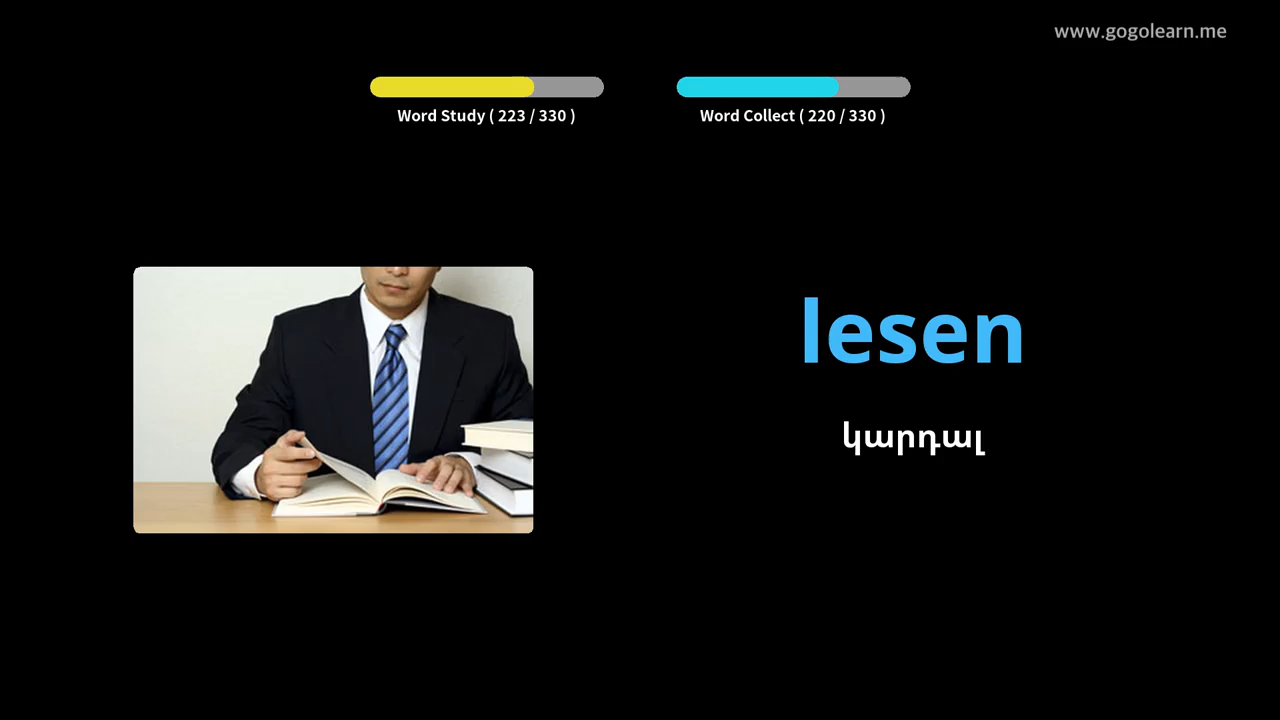 www.gogolearn.me
Word Study ( 223 / 330 )
Word Collect ( 220 / 330 )
lesen
կարդալ